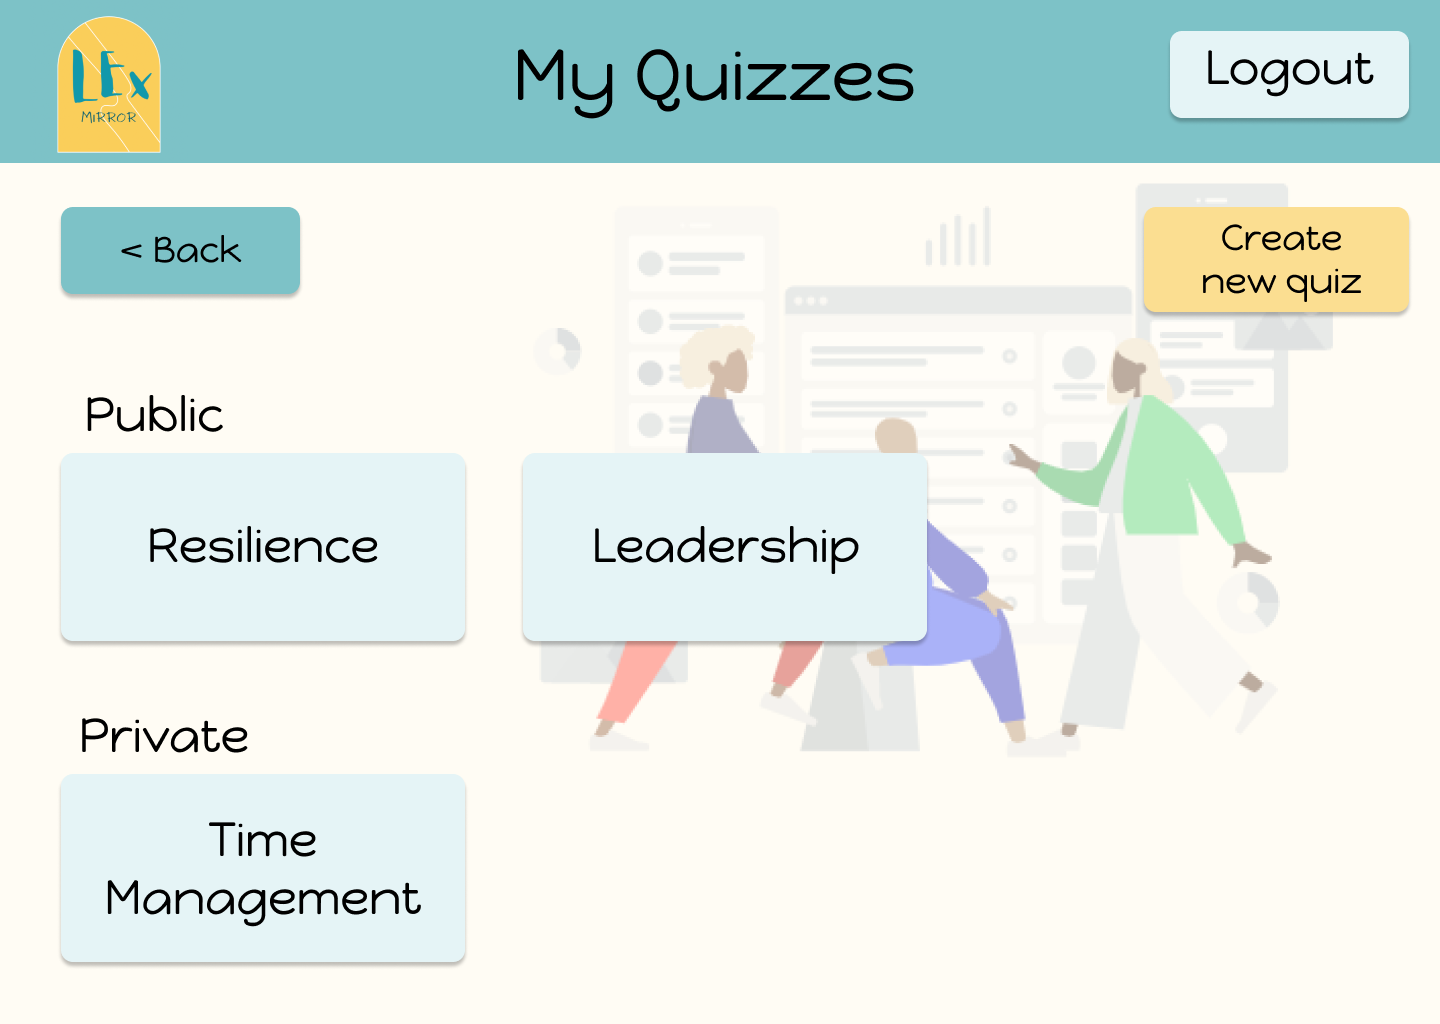 LEx
MiRROR
My Quizzes
Logout
< Back
Create
new quiz
Public
Resilience
Leadership
Private
Time
Management